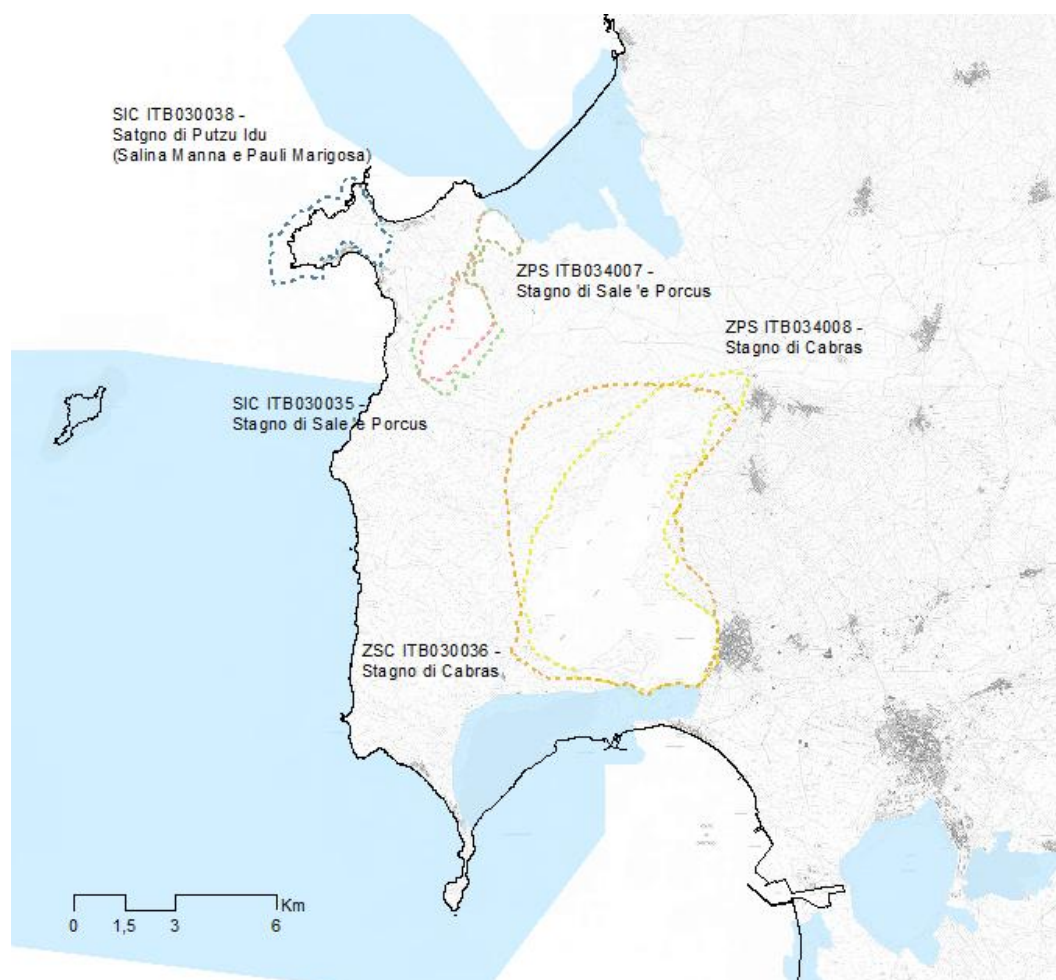 SIC ITB030038 -
Satgno di Putzu Idu
(Salina Manna e Pauli Marigosa)
ZPS ITB034007 -
Stagno di Sale 'e Porcus
ZPS ITB034008 -
Stagno di Cabras
SIC ITB030035 -
Stagno di Sale 'e Porcus
ZSC ITB030036 -
Stagno di Cabras
Km
0 1,5 3 6